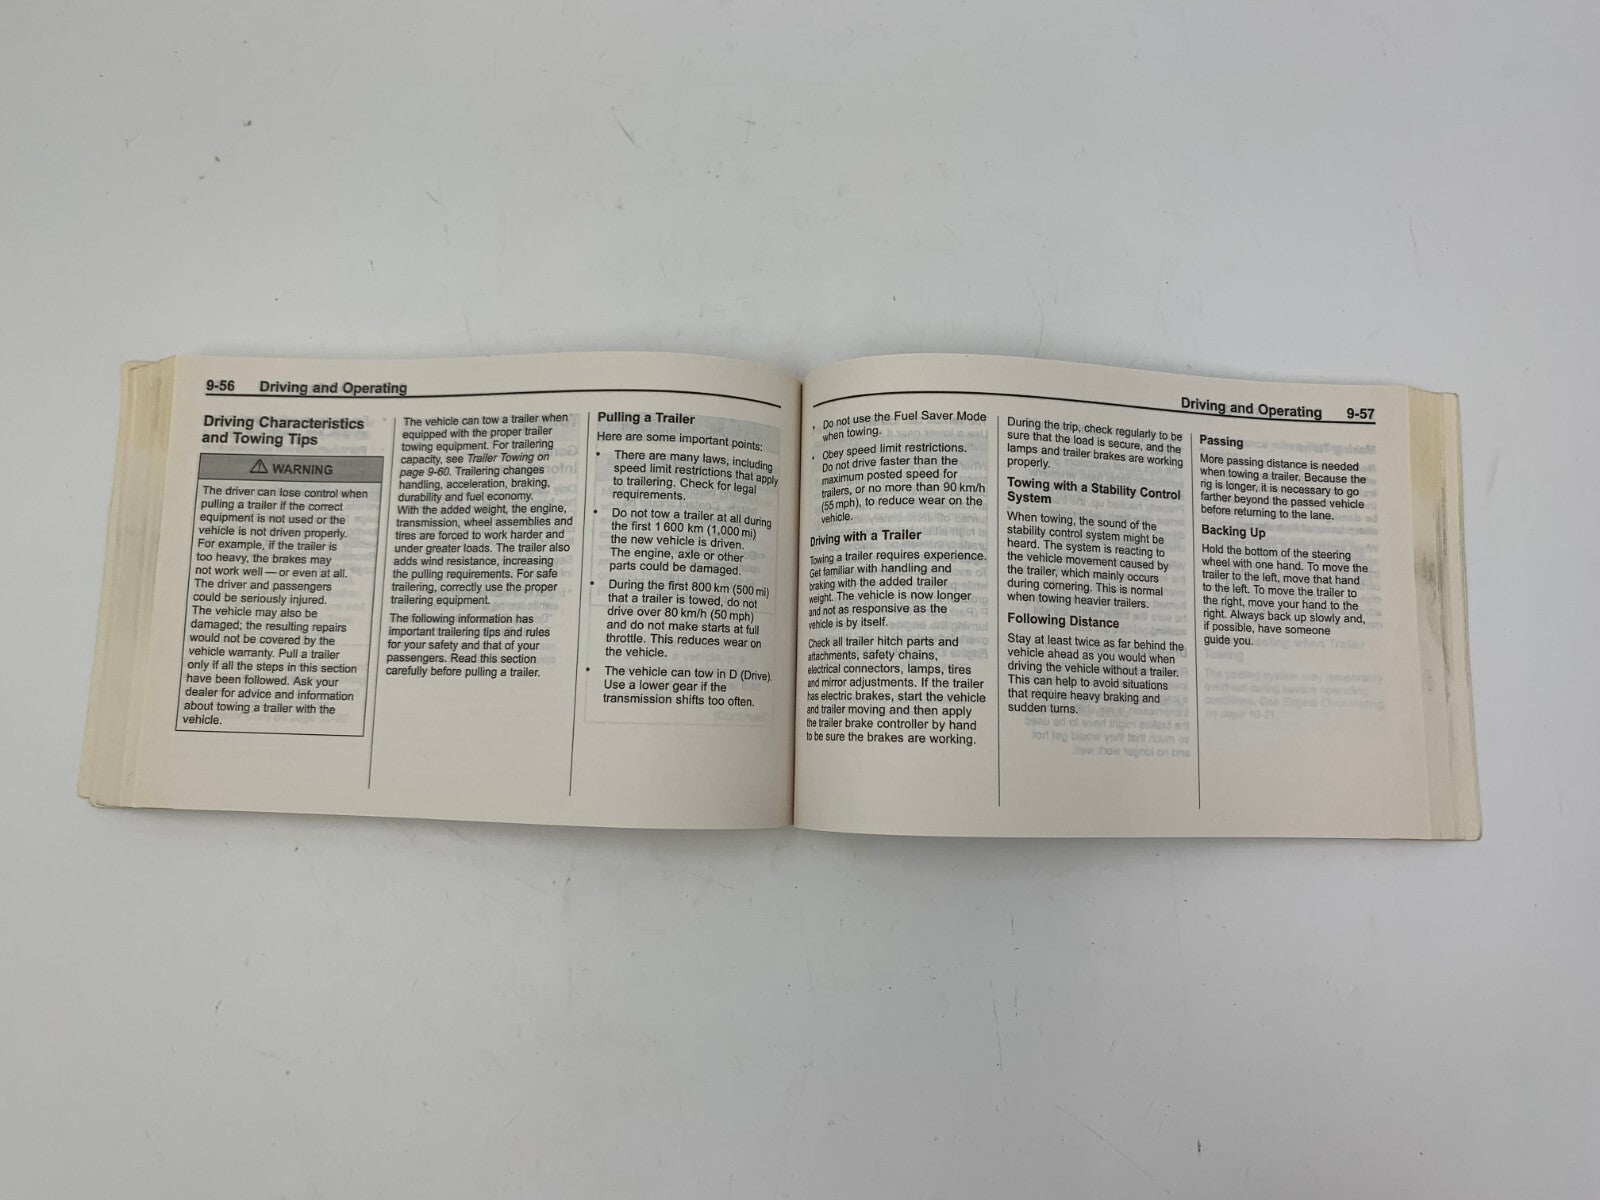 9-56 Driving and Operating
Driving Characteristics
and Towing Tips
WARNING
The driver can lose control when
pulling a trailer if the correct
equipment is not used or the
vehicle is not driven properly.
For example, if the trailer is
too heavy, the brakes may
not work well — or even at all.
The driver and passengers
could be seriously injured.
The vehicle may also be
damaged; the resulting repairs
would not be covered by the
vehicle warranty. Pull a trailer
only if all the steps in this section
have been followed. Ask your
dealer for advice and information
about towing a trailer with the
vehicle.
The vehicle can tow a trailer when
equipped with the proper trailer
towing equipment. For trailering
capacity, see Trailer Towing on
page 9-60. Trailering changes
handling, acceleration, braking,
durability and fuel economy.
With the added weight, the engine,
transmission, wheel assemblies and
tires are forced to work harder and
under greater loads. The trailer also
adds wind resistance, increasing
the pulling requirements. For safe
trailering, correctly use the proper
trailering equipment.
The following information has
important trailering tips and rules
for your safety and that of your
passengers. Read this section
carefully before pulling a trailer.
Pulling a Trailer
Here are some important points:
• There are many laws, including
speed limit restrictions that apply
to trailering. Check for legal
requirements.
• Do not tow a trailer at all during
the first 1 600 km (1,000 mi)
the new vehicle is driven.
The engine, axle or other
parts could be damaged.
• During the first 800 km (500 mi)
that a trailer is towed, do not
drive over 80 km/h (50 mph)
and do not make starts at full
throttle. This reduces wear on
the vehicle.
• The vehicle can tow in D (Drive).
Use a lower gear if the
transmission shifts too often.
Driving and Operating 9-57
• Do not use the Fuel Saver Mode
when towing.
• Obey speed limit restrictions.
Do not drive faster than the
maximum posted speed for
trailers, or no more than 90 km/h
(55 mph), to reduce wear on the
vehicle.
Driving with a Trailer
Towing a trailer requires experience.
Get familiar with handling and
braking with the added trailer
weight. The vehicle is now longer
and not as responsive as the
vehicle is by itself.
Check all trailer hitch parts and
attachments, safety chains,
electrical connectors, lamps, tires
and mirror adjustments. If the trailer
has electric brakes, start the vehicle
and trailer moving and then apply
the trailer brake controller by hand
to be sure the brakes are working.
During the trip, check regularly to be
sure that the load is secure, and the
lamps and trailer brakes are working
properly.
Towing with a Stability Control
System
When towing, the sound of the
stability control system might be
heard. The system is reacting to
the vehicle movement caused by
the trailer, which mainly occurs
during cornering. This is normal
when towing heavier trailers.
Following Distance
Stay at least twice as far behind the
vehicle ahead as you would when
driving the vehicle without a trailer.
This can help to avoid situations
that require heavy braking and
sudden turns.
Passing
More passing distance is needed
when towing a trailer. Because the
rig is longer, it is necessary to go
farther beyond the passed vehicle
before returning to the lane.
Backing Up
Hold the bottom of the steering
wheel with one hand. To move the
trailer to the left, move that hand
to the left. To move the trailer to
the right, move your hand to the
right. Always back up slowly and,
if possible, have someone
guide you.